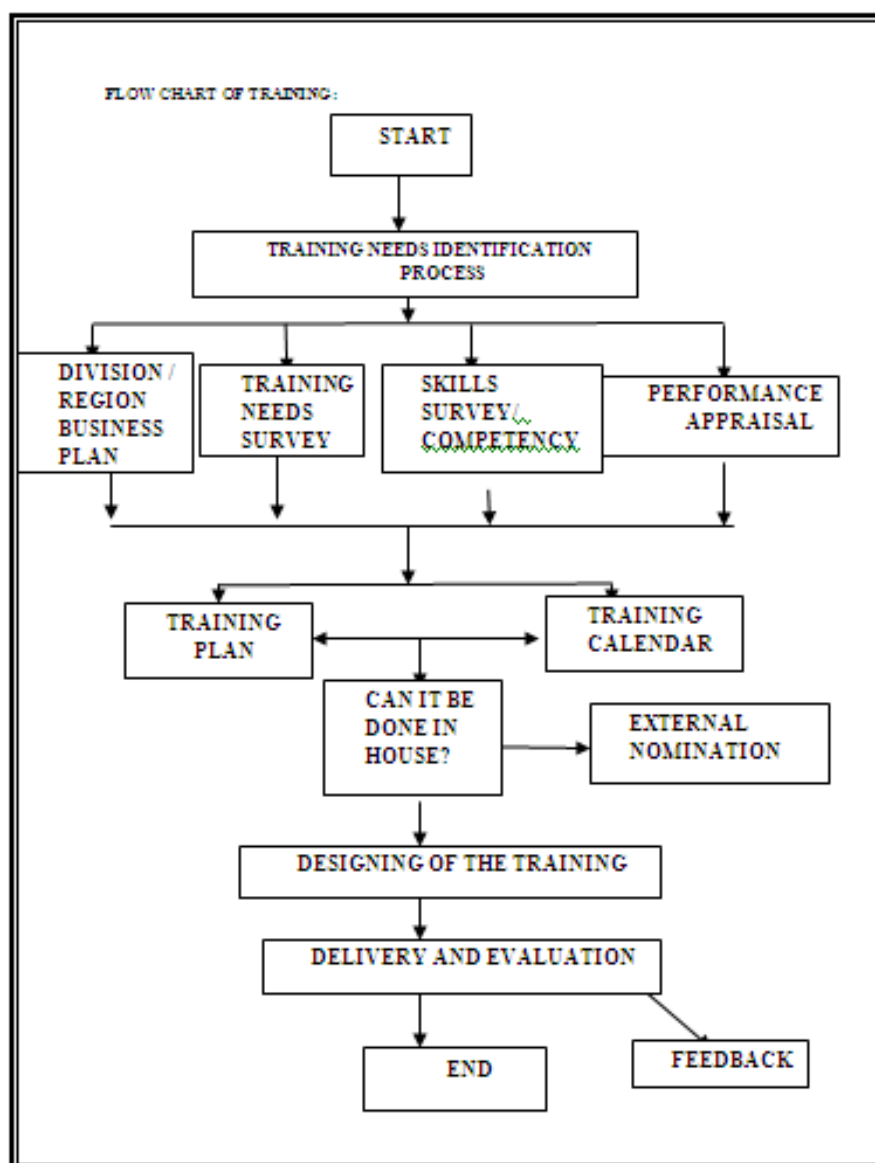 FLOW CHART OF TRAINING:
START
TRAINING NEEDS IDENTIFICATION
PROCESS
DIVISION /
REGION
BUSINESS
PLAN
TRAINING
NEEDS
SURVEY
SKILLS
SURVEY/
COMPETENCY
PERFORMANCE
APPRAISAL
TRAINING
PLAN
TRAINING
CALENDAR
CAN IT BE
DONE IN
HOUSE?
EXTERNAL
NOMINATION
DESIGNING OF THE TRAINING
DELIVERY AND EVALUATION
END
FEEDBACK